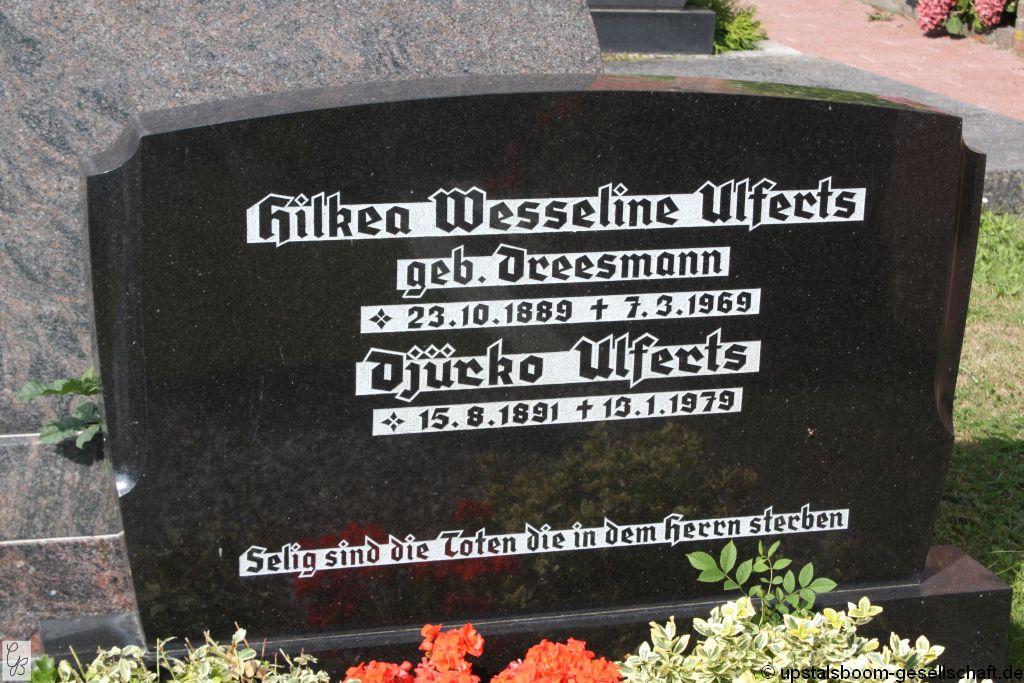 Hilkea Wesseline Ulferts
geb. Dreesmann
23.10.1889 † 7.3.1969
Djürko Ulferts
15.8.1891 † 13.1.1979
Selig sind die Toten die in dem Herrn sterben
© upstalsboom-gesellschaft.de